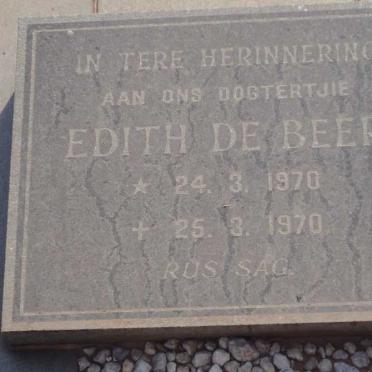 IN TERE HERINNERING
AAN ONS DOGTERTJIE
EDITH DE BEER
★ 24. 3. 1970
+ 25. 3. 1970.
RUS SAG.